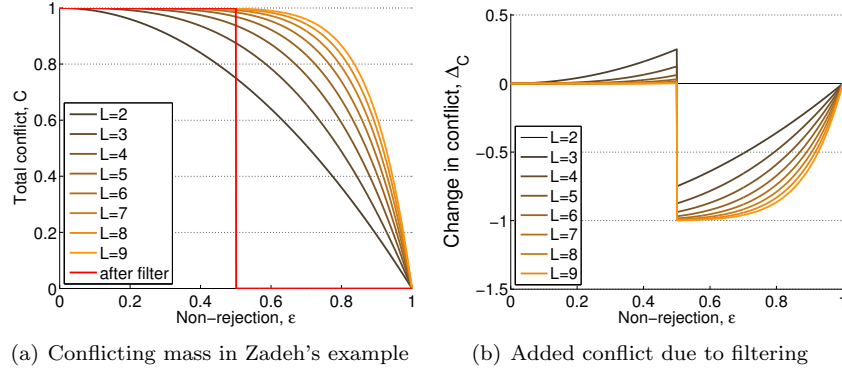 1
0.8
0.6
0.4
0.2
0
Total conflict, C
L=2
L=3
L=4
L=5
L=6
L=7
L=8
L=9
after filter
0 0.2 0.4 0.6 0.8 1
Non-rejection, ε
(a) Conflicting mass in Zadeh's example
0.5
0
−0.5
−1
−1.5
Change in conflict, Δ_C
L=2
L=3
L=4
L=5
L=6
L=7
L=8
L=9
0 0.2 0.4 0.6 0.8 1
Non-rejection, ε
(b) Added conflict due to filtering